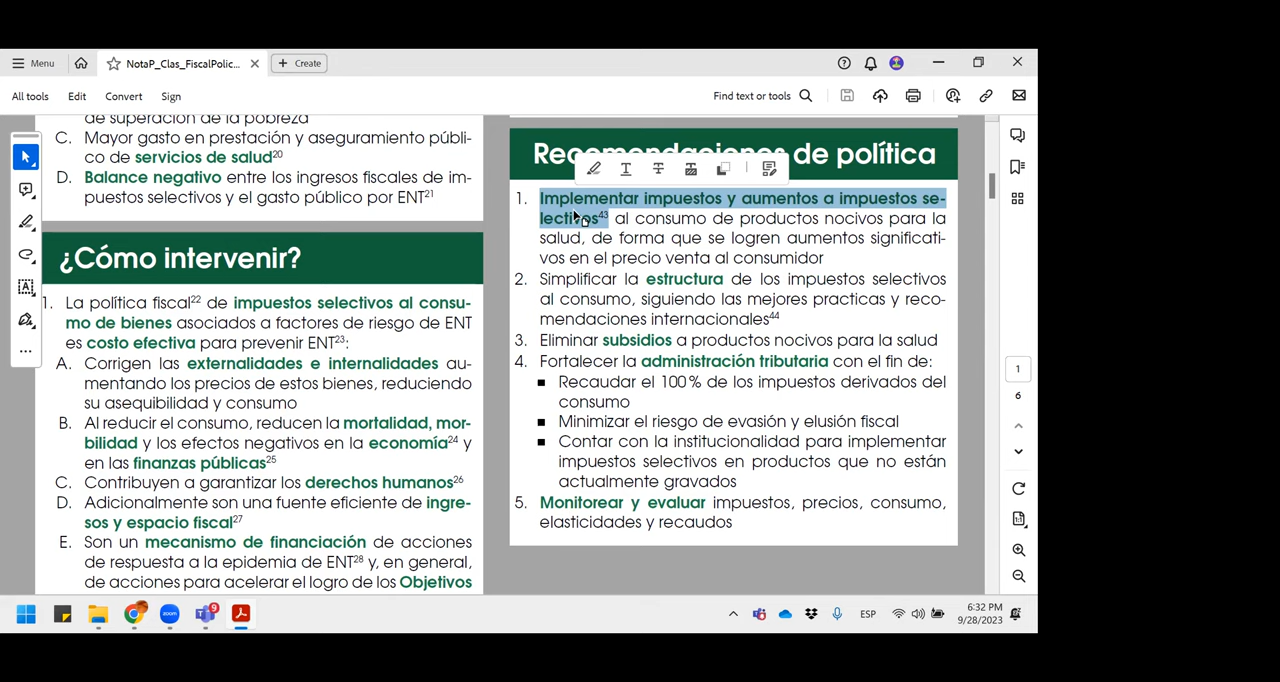 Menu
NotaP_Clas_FiscalPolic...
Create
All tools
Edit
Convert
Sign
Find text or tools
de superación de la pobreza
C. Mayor gasto en prestación y aseguramiento públi-
co de servicios de salud20
D. Balance negativo entre los ingresos fiscales de im-
puestos selectivos y el gasto público por ENT21
¿Cómo intervenir?
1. La política fiscal22 de impuestos selectivos al consu-
mo de bienes asociados a factores de riesgo de ENT
es costo efectiva para prevenir ENT23:
A. Corrigen las externalidades e internalidades au-
mentando los precios de estos bienes, reduciendo
su asequibilidad y consumo
B. Al reducir el consumo, reducen la mortalidad, mor-
bilidad y los efectos negativos en la economía24 y
en las finanzas públicas25
C. Contribuyen a garantizar los derechos humanos26
D. Adicionalmente son una fuente eficiente de ingre-
sos y espacio fiscal27
E. Son un mecanismo de financiación de acciones
de respuesta a la epidemia de ENT28 y, en general,
de acciones para acelerar el logro de los Objetivos
Recomendaciones de política
1. Implementar impuestos y aumentos a impuestos se-
lectivos43 al consumo de productos nocivos para la
salud, de forma que se logren aumentos significati-
vos en el precio venta al consumidor
2. Simplificar la estructura de los impuestos selectivos
al consumo, siguiendo las mejores practicas y reco-
mendaciones internacionales44
3. Eliminar subsidios a productos nocivos para la salud
4. Fortalecer la administración tributaria con el fin de:
▪ Recaudar el 100% de los impuestos derivados del
consumo
▪ Minimizar el riesgo de evasión y elusión fiscal
▪ Contar con la institucionalidad para implementar
impuestos selectivos en productos que no están
actualmente gravados
5. Monitorear y evaluar impuestos, precios, consumo,
elasticidades y recaudos
1
6
zoom
9
ESP
6:32 PM
9/28/2023